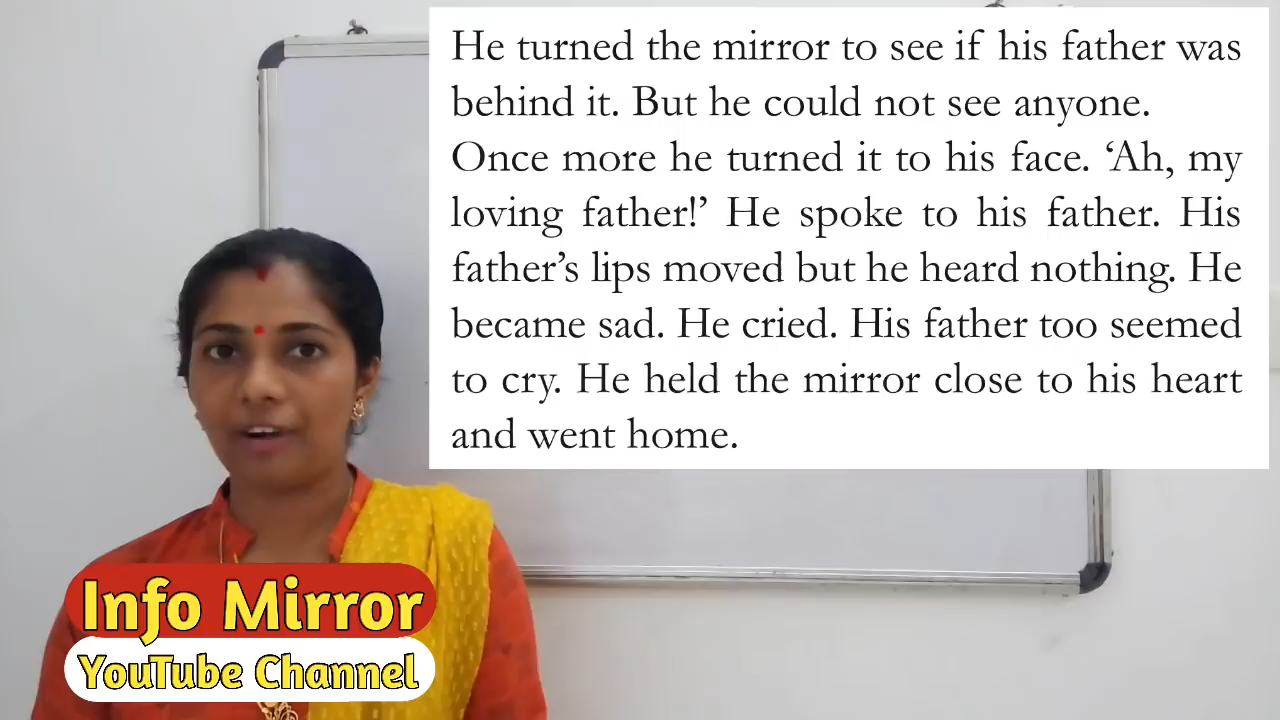 He turned the mirror to see if his father was
behind it. But he could not see anyone.
Once more he turned it to his face. ‘Ah, my
loving father!’ He spoke to his father. His
father’s lips moved but he heard nothing. He
became sad. He cried. His father too seemed
to cry. He held the mirror close to his heart
and went home.
Info Mirror
YouTube Channel